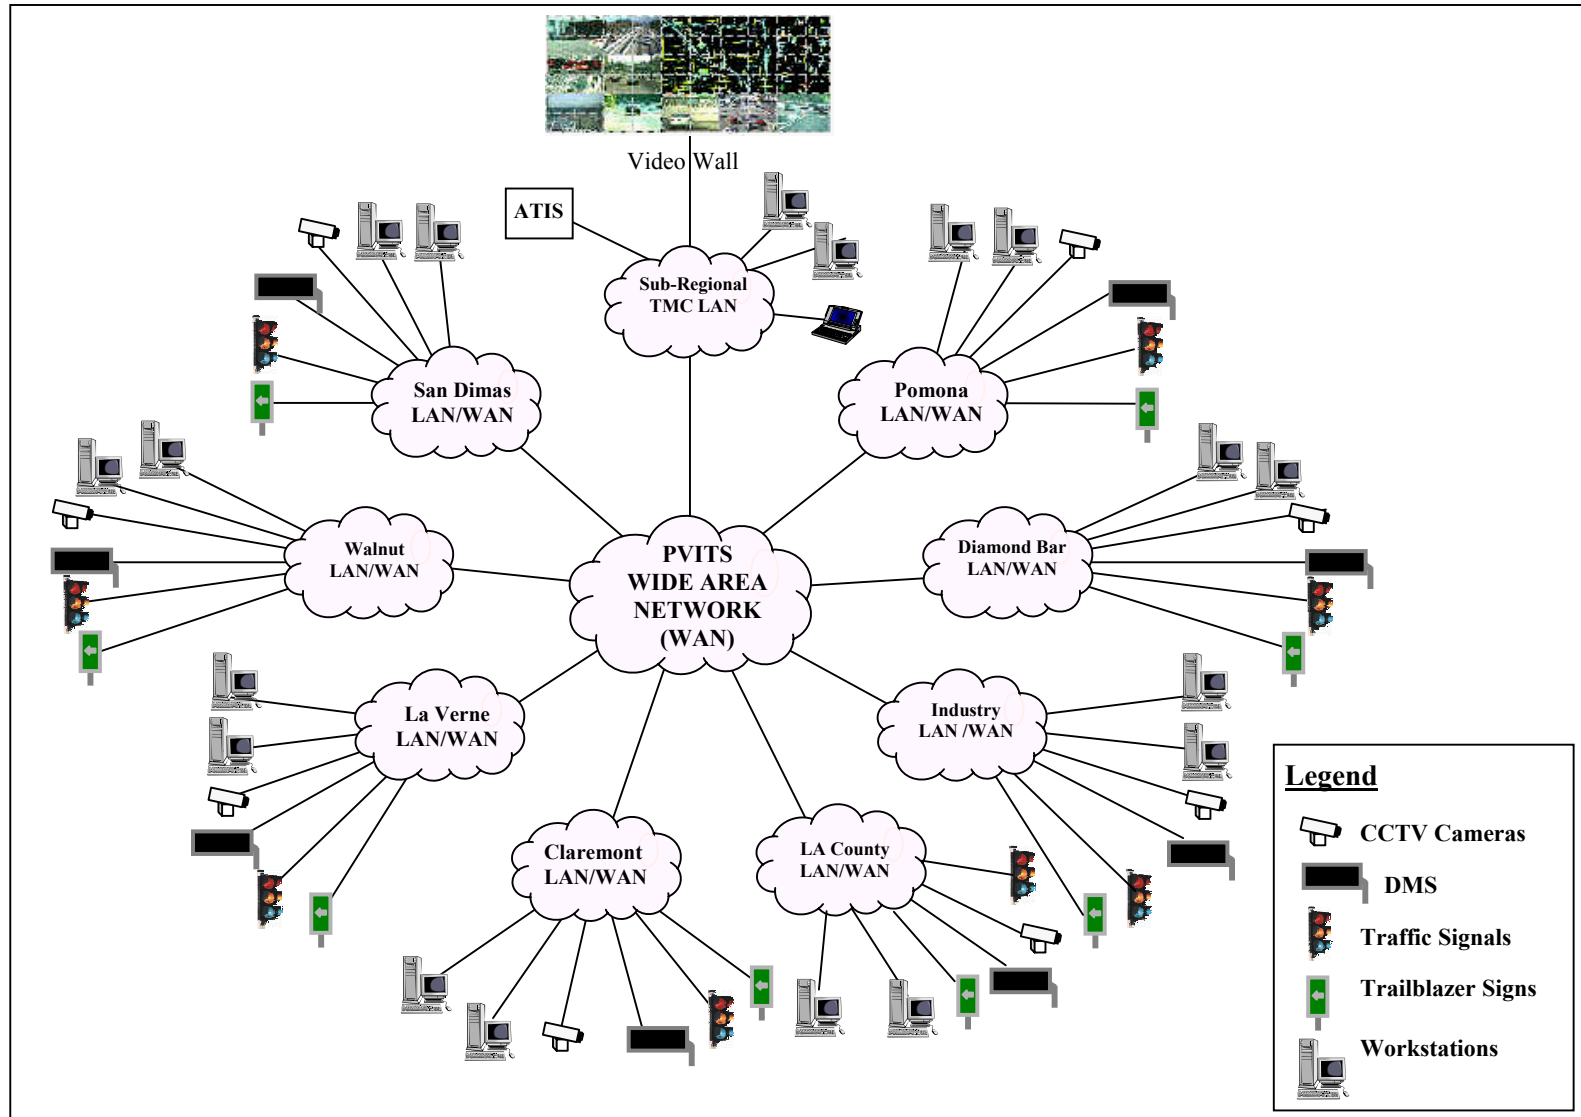 Video Wall
ATIS
Sub-Regional
TMC LAN
San Dimas
LAN/WAN
Pomona
LAN/WAN
Walnut
LAN/WAN
PVITS
WIDE AREA
NETWORK
(WAN)
Diamond Bar
LAN/WAN
La Verne
LAN/WAN
Industry
LAN /WAN
Claremont
LAN/WAN
LA County
LAN/WAN
Legend
CCTV Cameras
DMS
Traffic Signals
Trailblazer Signs
Workstations